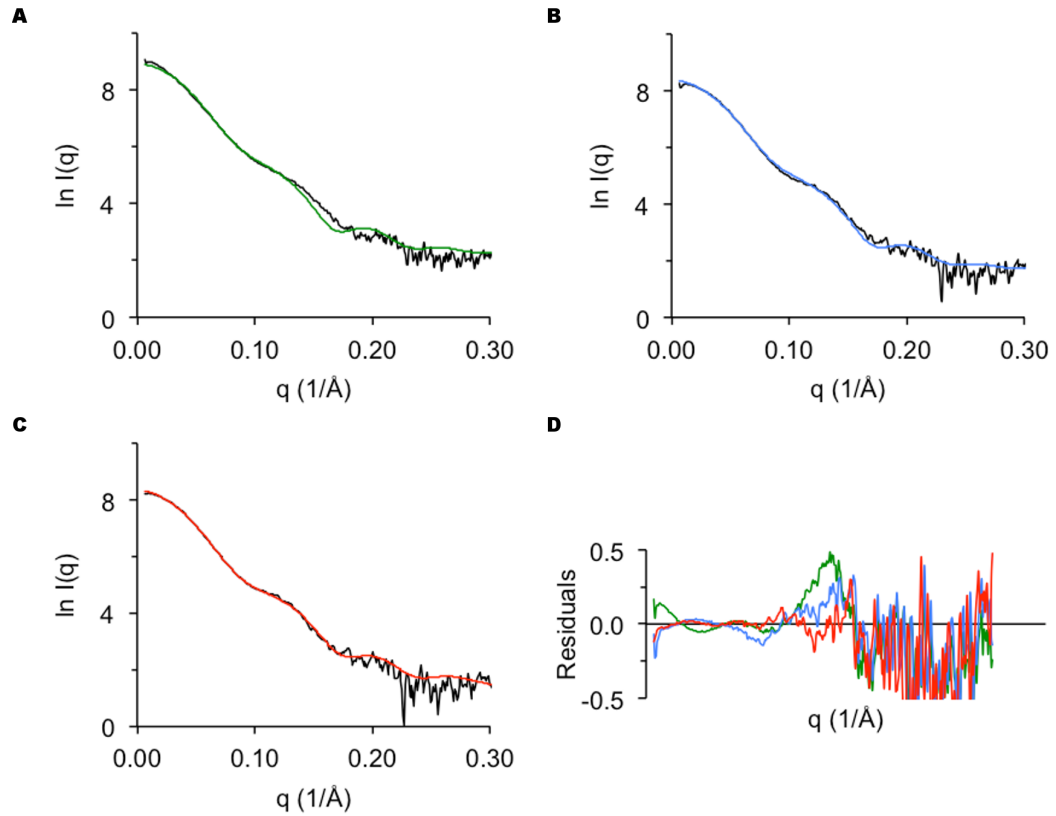 A
B
8
4
0
ln I(q)
0.00 0.10 0.20 0.30
q (1/Å)
8
4
0
ln I(q)
0.00 0.10 0.20 0.30
q (1/Å)
C
D
8
4
0
ln I(q)
0.00 0.10 0.20 0.30
q (1/Å)
0.5
0.0
-0.5
Residuals
q (1/Å)